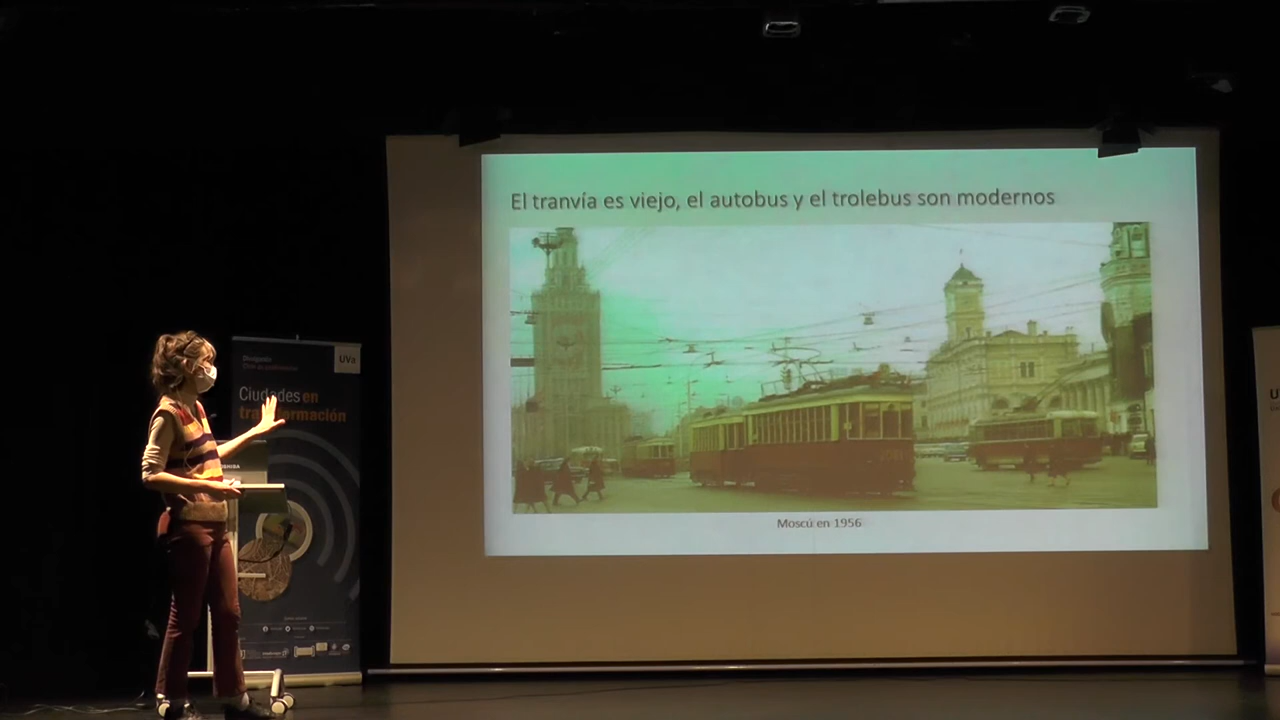 El tranvía es viejo, el autobus y el trolebus son modernos
Moscú en 1956
UVa
Ciudades en
transformación